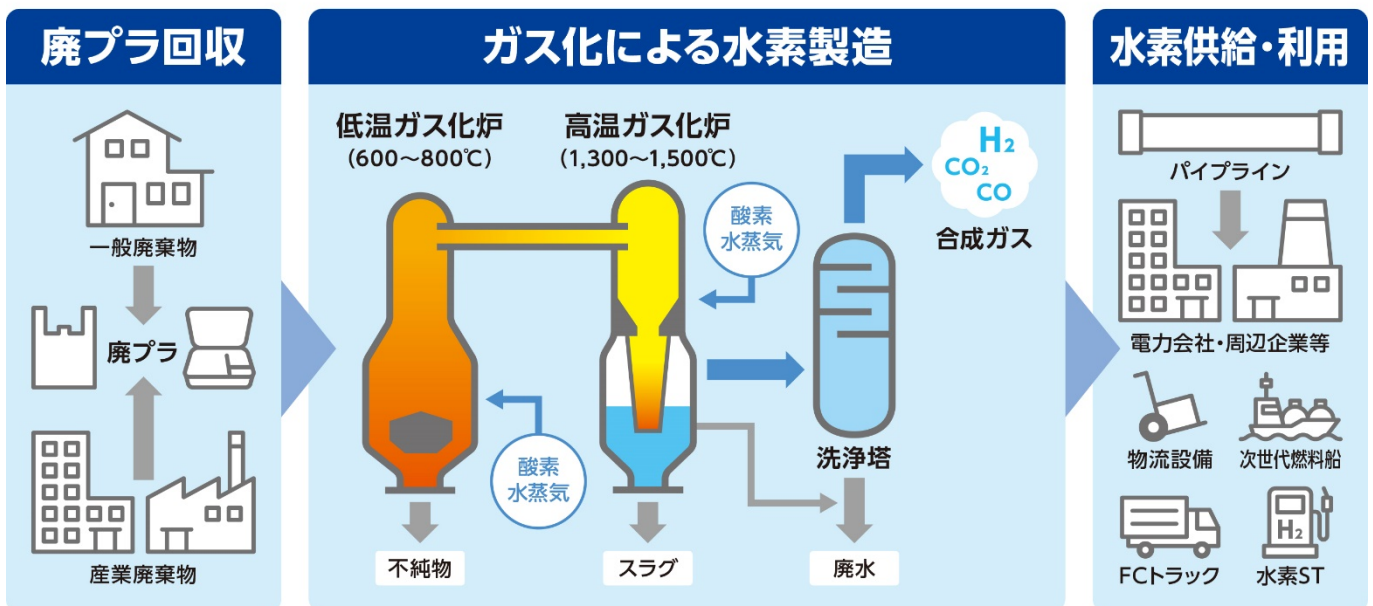 廃プラ回収
一般廃棄物
廃プラ
産業廃棄物
ガス化による水素製造
低温ガス化炉
(600～800℃)
高温ガス化炉
(1,300～1,500℃)
酸素
水蒸気
酸素
水蒸気
H₂
CO₂
CO
合成ガス
洗浄塔
不純物
スラグ
廃水
水素供給・利用
パイプライン
電力会社・周辺企業等
物流設備
次世代燃料船
FCトラック
H₂
水素ST